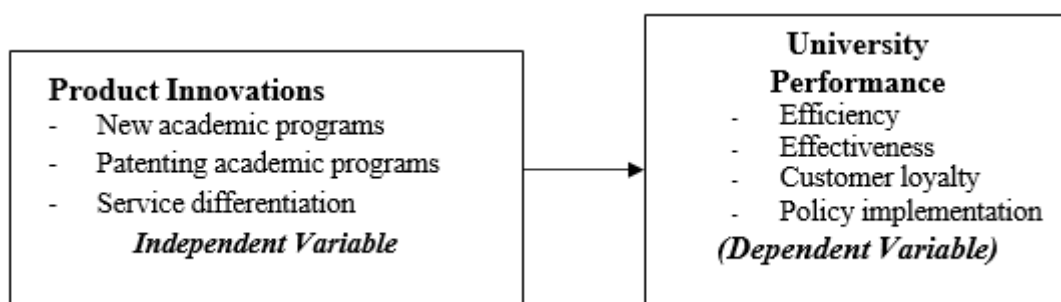 Product Innovations
- New academic programs
- Patenting academic programs
- Service differentiation
Independent Variable
University
Performance
- Efficiency
- Effectiveness
- Customer loyalty
- Policy implementation
(Dependent Variable)